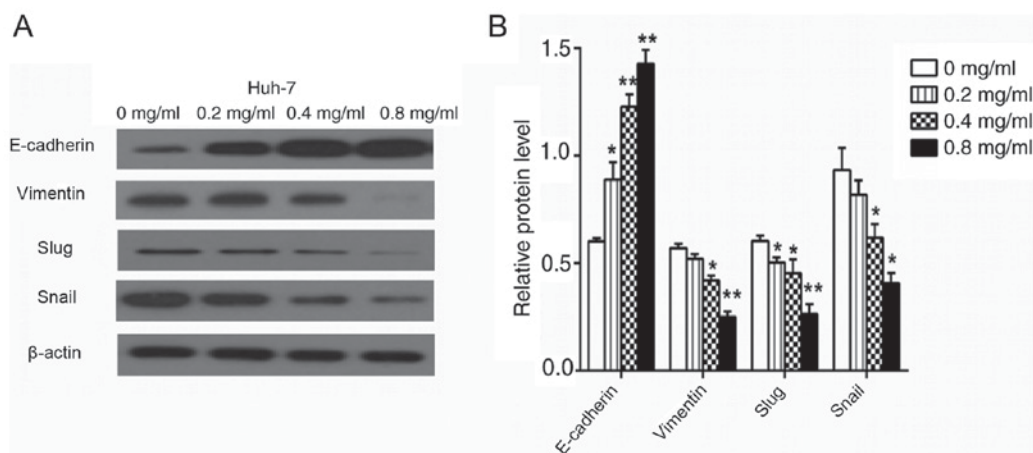 A
Huh-7
0 mg/ml 0.2 mg/ml 0.4 mg/ml 0.8 mg/ml
E-cadherin
Vimentin
Slug
Snail
β-actin
B
Relative protein level
1.5
1.0
0.5
0.0
* ** **
* **
* * **
* *
E-cadherin
Vimentin
Slug
Snail
0 mg/ml
0.2 mg/ml
0.4 mg/ml
0.8 mg/ml